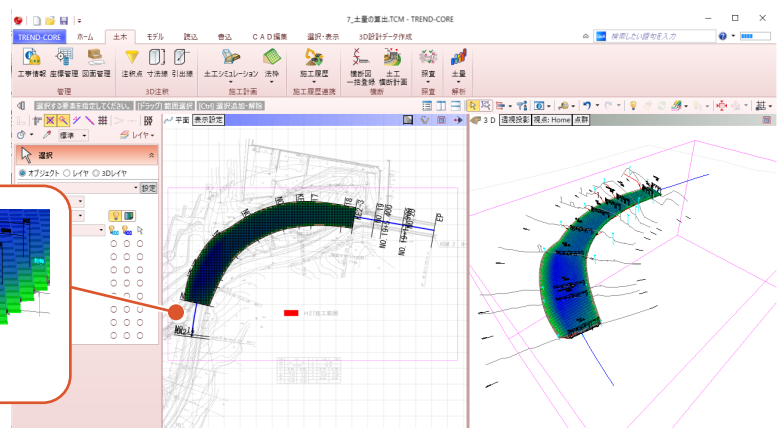 7_土量の算出.TCM - TREND-CORE
TREND-CORE ホーム 土木 モデル 読込 書込 CAD編集 選択・表示 3D設計データ作成
検索したい語句を入力
工事情報 座標管理 図面管理 注釈点 寸法線 引出線 土工シミュレーション 法枠 施工履歴 横断図一括登録 土工横断計画 照査 土量
管理 3D注釈 施工計画 施工履歴連携 横断 照査 解析
選択する要素を指定してください。 [ドラッグ] 範囲選択 [Ctrl] 選択追加・解除
平面 表示設定
3D 透視投影 視点: Home 点群
標準 レイヤ
選択
オブジェクト レイヤ 3Dレイヤ
設定
H27施工範囲